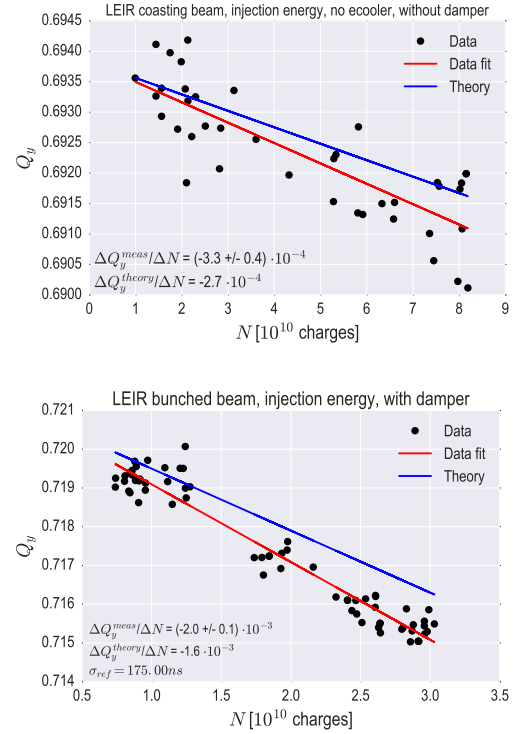 LEIR coasting beam, injection energy, no ecooler, without damper
0.6945
0.6940
0.6935
0.6930
0.6925
0.6920
0.6915
0.6910
0.6905
0.6900
Q_y
Data
Data fit
Theory
ΔQ_y^{meas}/ΔN = (-3.3 +/- 0.4) ·10^{-4}
ΔQ_y^{theory}/ΔN = -2.7 ·10^{-4}
0 1 2 3 4 5 6 7 8 9
N [10^{10} charges]
LEIR bunched beam, injection energy, with damper
0.721
0.720
0.719
0.718
0.717
0.716
0.715
0.714
Q_y
Data
Data fit
Theory
ΔQ_y^{meas}/ΔN = (-2.0 +/- 0.1) ·10^{-3}
ΔQ_y^{theory}/ΔN = -1.6 ·10^{-3}
σ_{ref} = 175.00ns
0.5 1.0 1.5 2.0 2.5 3.0 3.5
N [10^{10} charges]